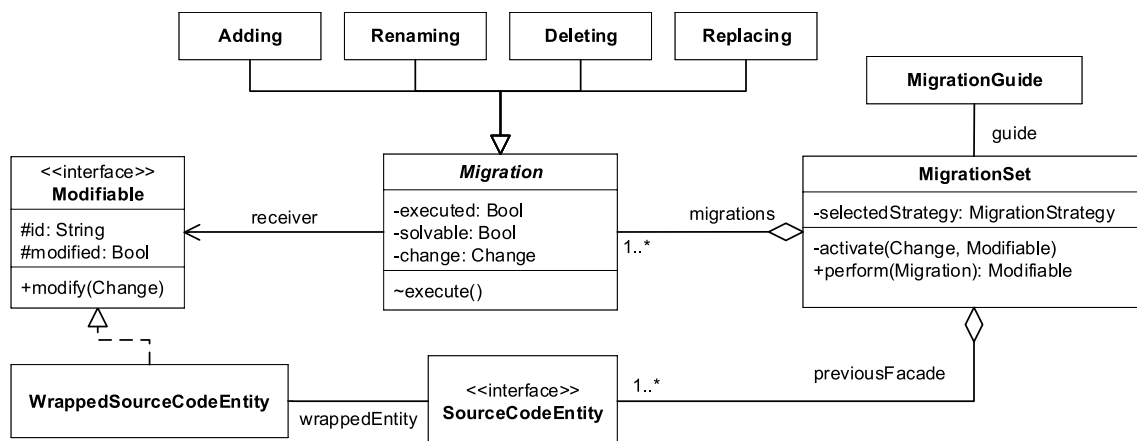 Adding
Renaming
Deleting
Replacing
MigrationGuide
guide
<<interface>>
Modifiable
#id: String
#modified: Bool
+modify(Change)
receiver
Migration
-executed: Bool
-solvable: Bool
-change: Change
~execute()
migrations
1..*
MigrationSet
-selectedStrategy: MigrationStrategy
-activate(Change, Modifiable)
+perform(Migration): Modifiable
WrappedSourceCodeEntity
wrappedEntity
<<interface>>
SourceCodeEntity
1..*
previousFacade